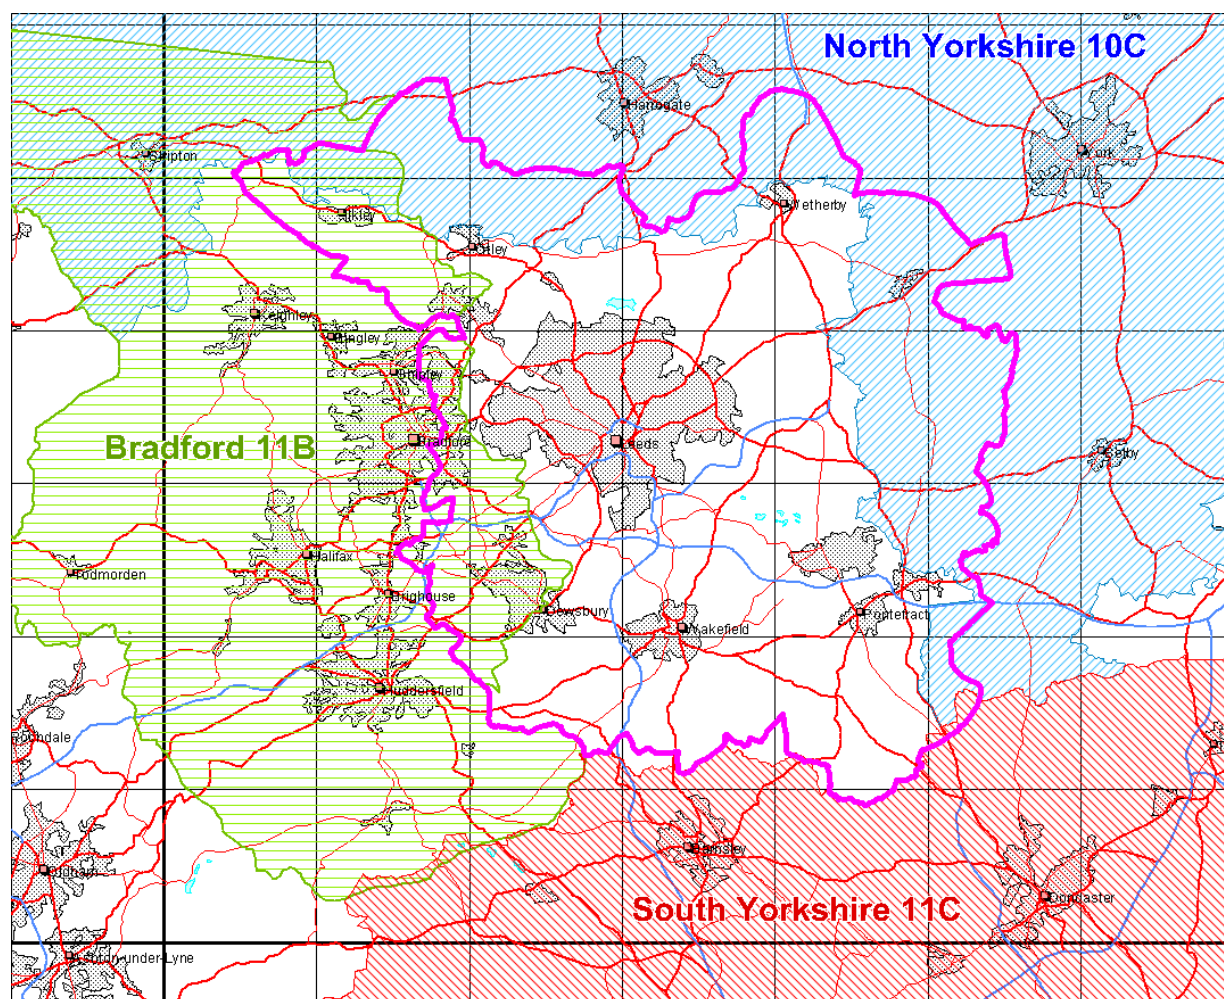 North Yorkshire 10C
Harrogate
York
Skipton
Ilkley
Wetherby
Otley
Keighley
Bingley
Shipley
Bradford
Bradford 11B
Leeds
Selby
Halifax
Todmorden
Brighouse
Dewsbury
Pontefract
Wakefield
Huddersfield
Rochdale
Barnsley
Oldham
Doncaster
South Yorkshire 11C
Ashton-under-Lyne